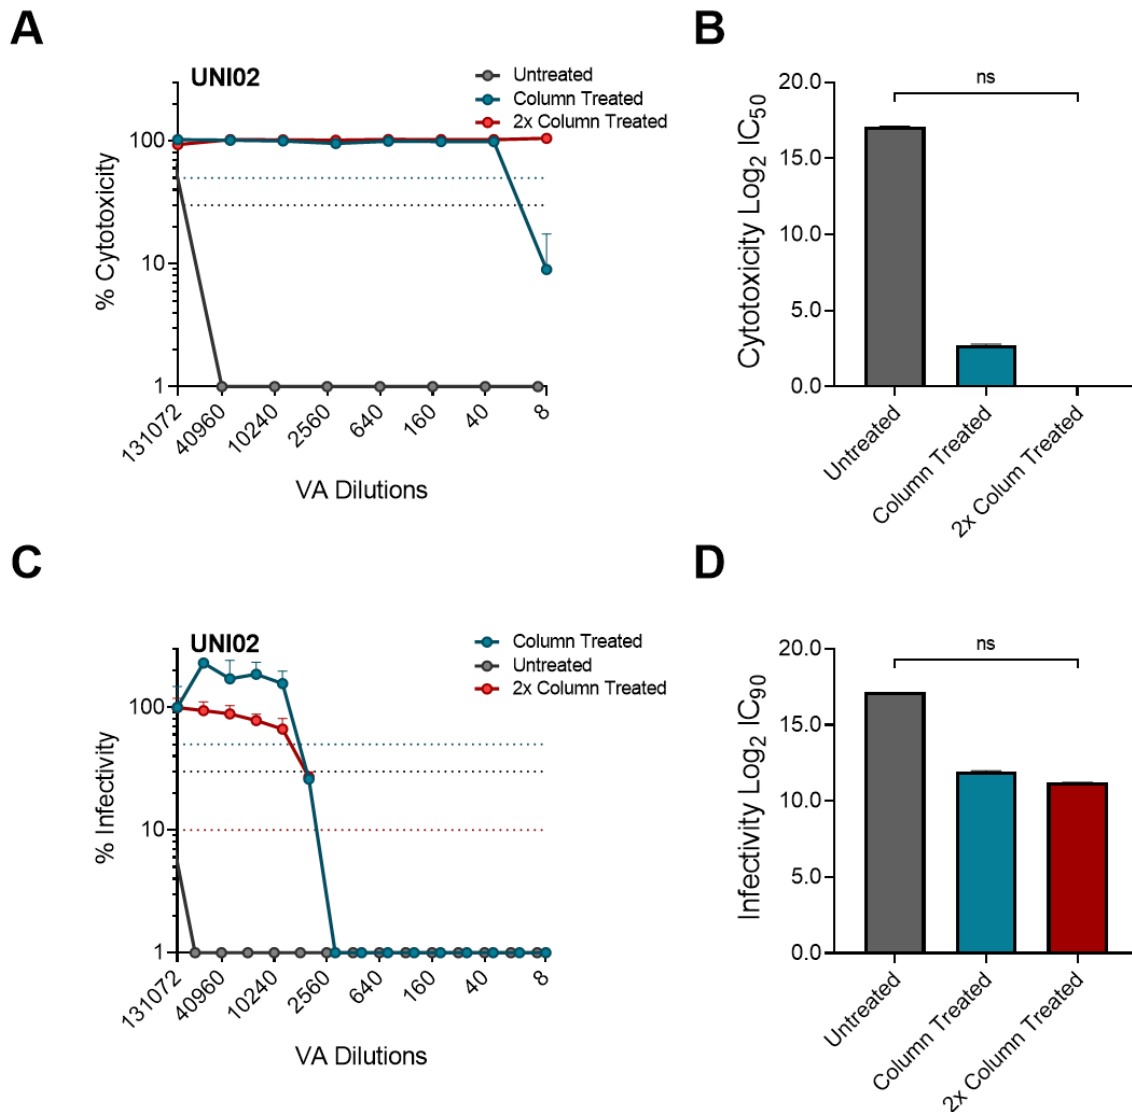 A
UNI02
Untreated
Column Treated
2x Column Treated
% Cytotoxicity
100
10
1
131072
40960
10240
2560
640
160
40
8
VA Dilutions
B
ns
Cytotoxicity Log2 IC50
20.0
15.0
10.0
5.0
0.0
Untreated
Column Treated
2x Colum Treated
C
UNI02
Column Treated
Untreated
2x Column Treated
% Infectivity
100
10
1
131072
40960
10240
2560
640
160
40
8
VA Dilutions
D
ns
Infectivity Log2 IC90
20.0
15.0
10.0
5.0
0.0
Untreated
Column Treated
2x Column Treated